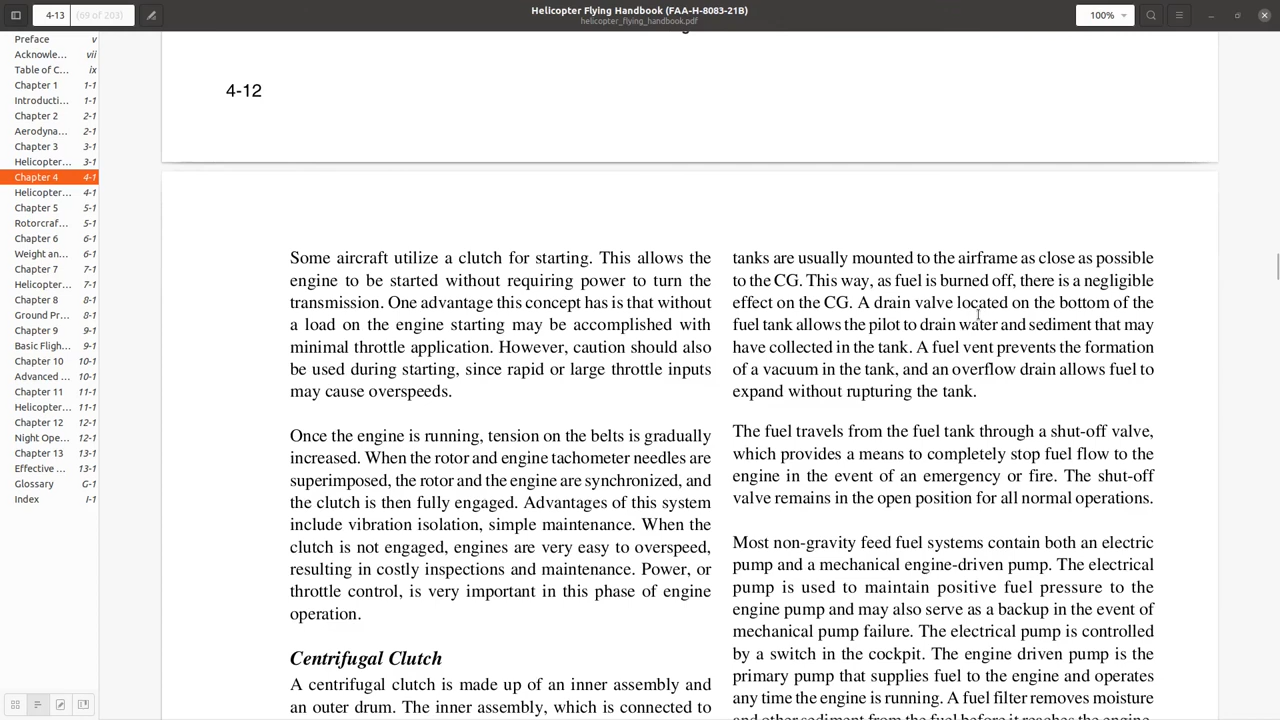 4-13
(69 of 203)
Helicopter Flying Handbook (FAA-H-8083-21B)
helicopter_flying_handbook.pdf
100%
Preface v
Acknowle... vii
Table of C... ix
Chapter 1 1-1
Introducti... 1-1
Chapter 2 2-1
Aerodyna... 2-1
Chapter 3 3-1
Helicopter... 3-1
Chapter 4 4-1
Helicopter... 4-1
Chapter 5 5-1
Rotorcraf... 5-1
Chapter 6 6-1
Weight an... 6-1
Chapter 7 7-1
Helicopter... 7-1
Chapter 8 8-1
Ground Pr... 8-1
Chapter 9 9-1
Basic Fligh... 9-1
Chapter 10 10-1
Advanced ... 10-1
Chapter 11 11-1
Helicopter... 11-1
Chapter 12 12-1
Night Ope... 12-1
Chapter 13 13-1
Effective ... 13-1
Glossary G-1
Index I-1
4-12
Some aircraft utilize a clutch for starting. This allows the
engine to be started without requiring power to turn the
transmission. One advantage this concept has is that without
a load on the engine starting may be accomplished with
minimal throttle application. However, caution should also
be used during starting, since rapid or large throttle inputs
may cause overspeeds.
Once the engine is running, tension on the belts is gradually
increased. When the rotor and engine tachometer needles are
superimposed, the rotor and the engine are synchronized, and
the clutch is then fully engaged. Advantages of this system
include vibration isolation, simple maintenance. When the
clutch is not engaged, engines are very easy to overspeed,
resulting in costly inspections and maintenance. Power, or
throttle control, is very important in this phase of engine
operation.
Centrifugal Clutch
A centrifugal clutch is made up of an inner assembly and
an outer drum. The inner assembly, which is connected to
tanks are usually mounted to the airframe as close as possible
to the CG. This way, as fuel is burned off, there is a negligible
effect on the CG. A drain valve located on the bottom of the
fuel tank allows the pilot to drain water and sediment that may
have collected in the tank. A fuel vent prevents the formation
of a vacuum in the tank, and an overflow drain allows fuel to
expand without rupturing the tank.
The fuel travels from the fuel tank through a shut-off valve,
which provides a means to completely stop fuel flow to the
engine in the event of an emergency or fire. The shut-off
valve remains in the open position for all normal operations.
Most non-gravity feed fuel systems contain both an electric
pump and a mechanical engine-driven pump. The electrical
pump is used to maintain positive fuel pressure to the
engine pump and may also serve as a backup in the event of
mechanical pump failure. The electrical pump is controlled
by a switch in the cockpit. The engine driven pump is the
primary pump that supplies fuel to the engine and operates
any time the engine is running. A fuel filter removes moisture
and other sediment from the fuel before it reaches the engine.